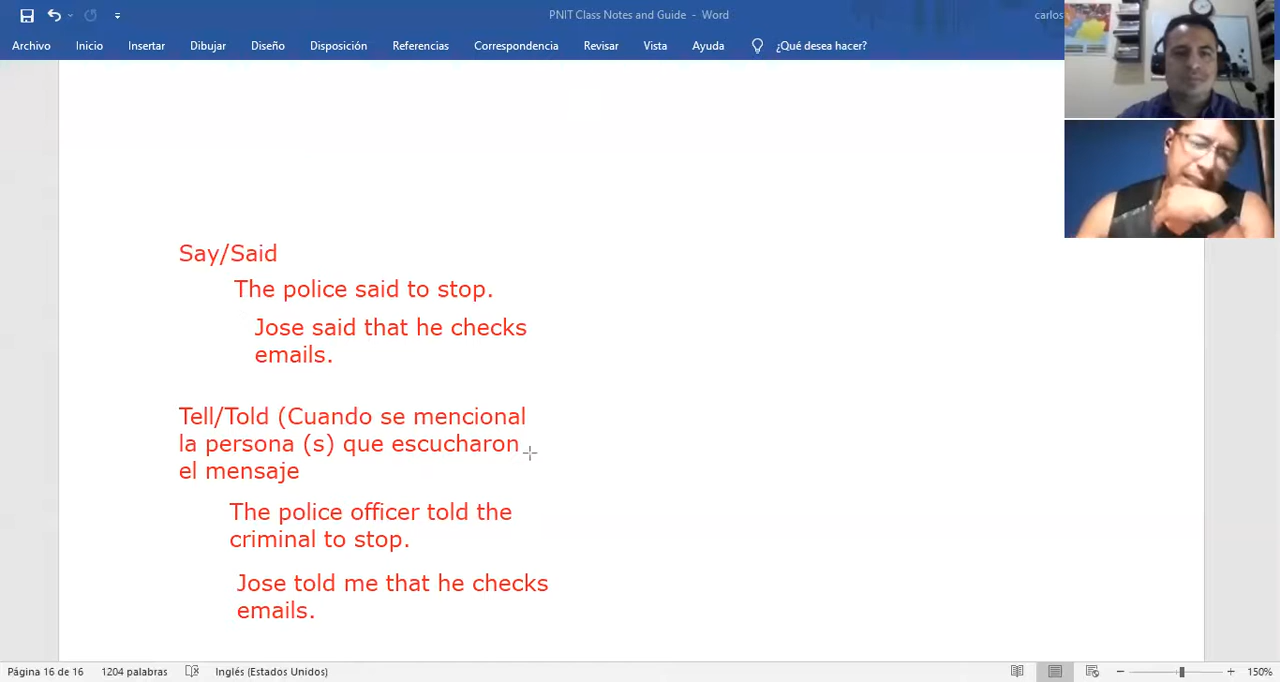 PNIT Class Notes and Guide - Word
carlos
Archivo Inicio Insertar Dibujar Diseño Disposición Referencias Correspondencia Revisar Vista Ayuda ¿Qué desea hacer?
Say/Said
The police said to stop.
Jose said that he checks
emails.
Tell/Told (Cuando se mencional
la persona (s) que escucharon
el mensaje
The police officer told the
criminal to stop.
Jose told me that he checks
emails.
Página 16 de 16 1204 palabras Inglés (Estados Unidos) 150%